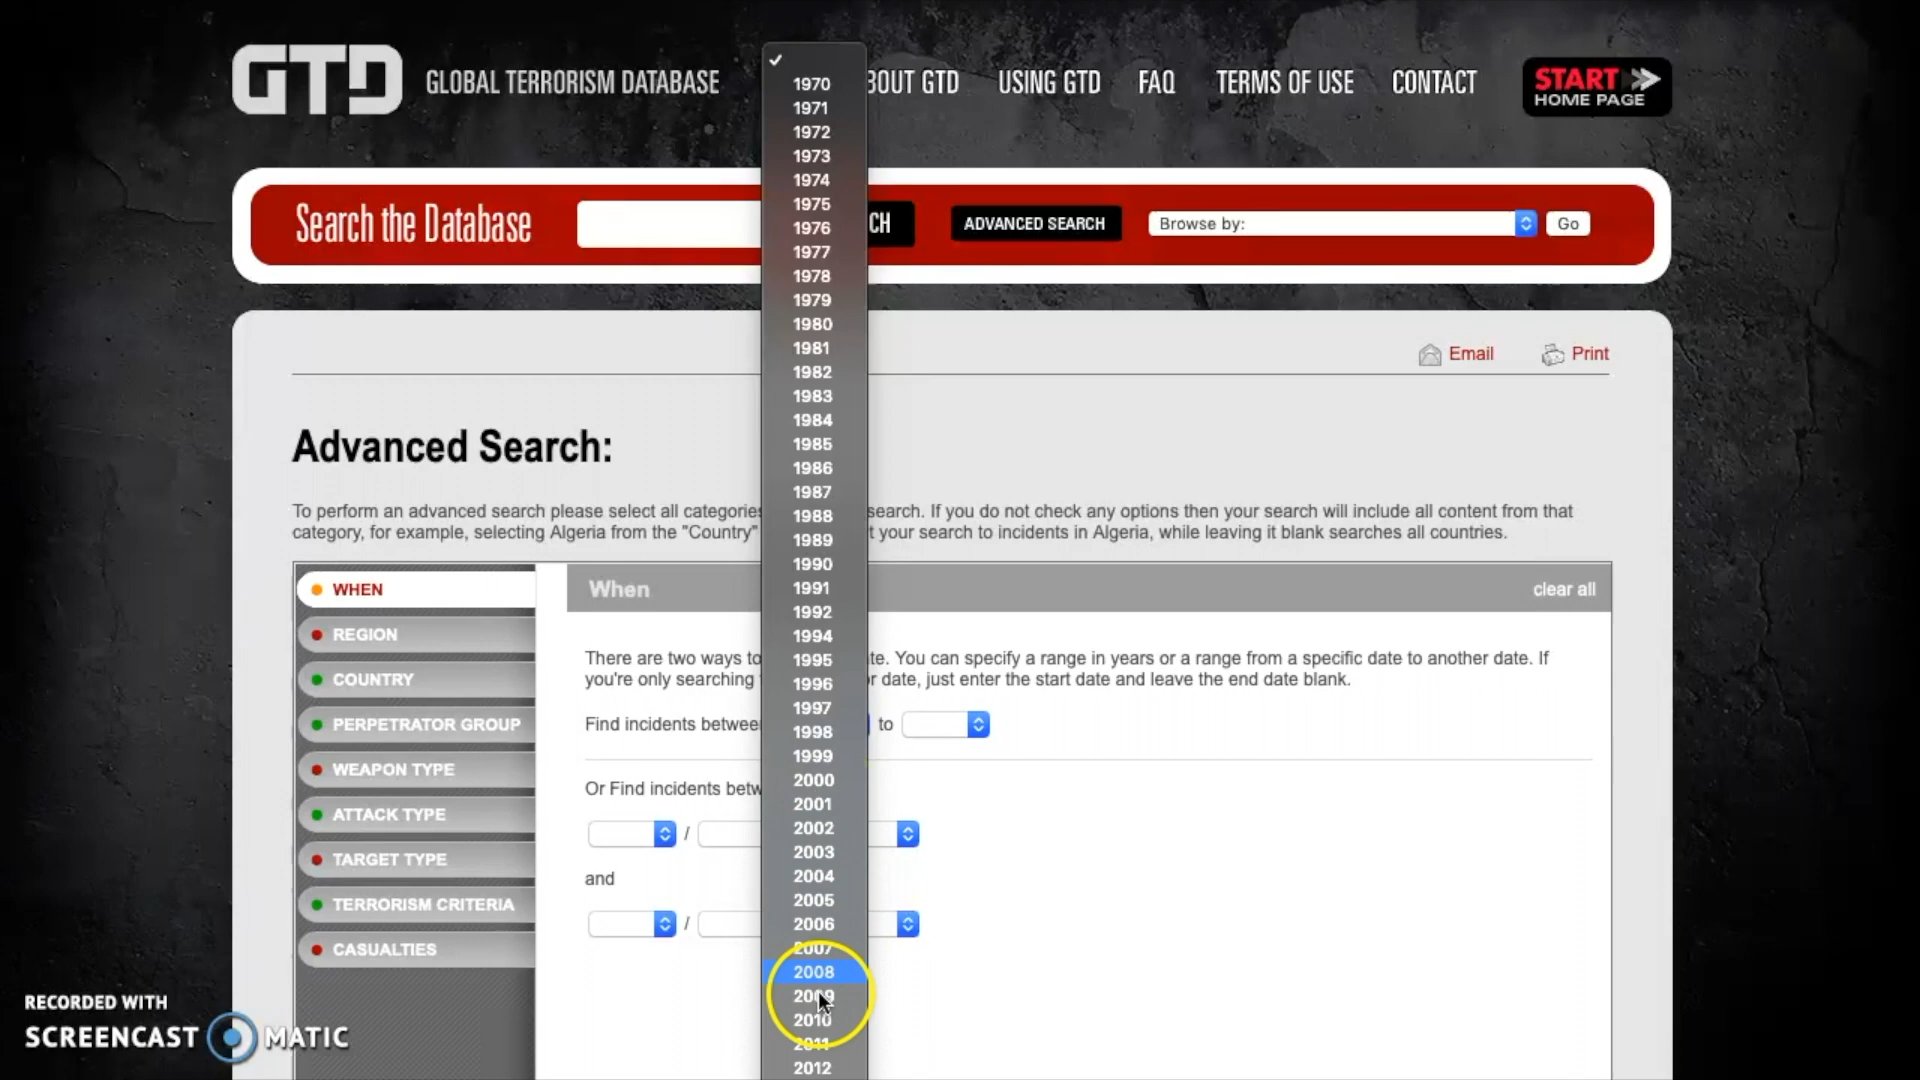 GTD GLOBAL TERRORISM DATABASE BOUT GTD USING GTD FAQ TERMS OF USE CONTACT START HOME PAGE
Search the Database CH ADVANCED SEARCH Browse by: Go
Email Print
Advanced Search:
To perform an advanced search please select all categories search. If you do not check any options then your search will include all content from that
category, for example, selecting Algeria from the "Country" t your search to incidents in Algeria, while leaving it blank searches all countries.
WHEN
REGION
COUNTRY
PERPETRATOR GROUP
WEAPON TYPE
ATTACK TYPE
TARGET TYPE
TERRORISM CRITERIA
CASUALTIES
When clear all
There are two ways to te. You can specify a range in years or a range from a specific date to another date. If
you're only searching r date, just enter the start date and leave the end date blank.
Find incidents between to
Or Find incidents betw
/
and
/
✓
1970
1971
1972
1973
1974
1975
1976
1977
1978
1979
1980
1981
1982
1983
1984
1985
1986
1987
1988
1989
1990
1991
1992
1994
1995
1996
1997
1998
1999
2000
2001
2002
2003
2004
2005
2006
2007
2008
2009
2010
2011
2012
RECORDED WITH
SCREENCAST MATIC